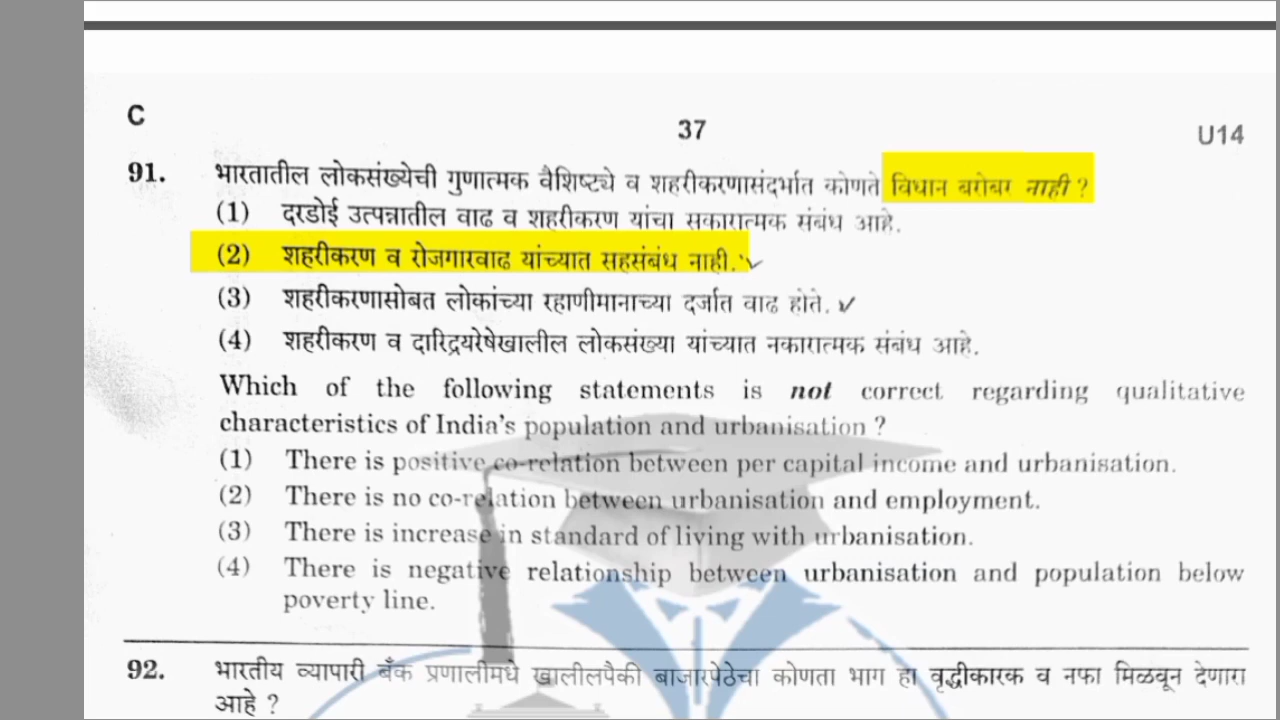 C
37
U14
91. भारतातील लोकसंख्येची गुणात्मक वैशिष्ट्ये व शहरीकरणासंदर्भात कोणते विधान बरोबर नाही ?
(1) दरडोई उत्पन्नातील वाढ व शहरीकरण यांचा सकारात्मक संबंध आहे.
(2) शहरीकरण व रोजगारवाढ यांच्यात सहसंबंध नाही.
(3) शहरीकरणासोबत लोकांच्या रहाणीमानाच्या दर्जात वाढ होते.
(4) शहरीकरण व दारिद्रयरेषेखालील लोकसंख्या यांच्यात नकारात्मक संबंध आहे.
Which of the following statements is not correct regarding qualitative
characteristics of India's population and urbanisation ?
(1) There is positive co-relation between per capital income and urbanisation.
(2) There is no co-relation between urbanisation and employment.
(3) There is increase in standard of living with urbanisation.
(4) There is negative relationship between urbanisation and population below
poverty line.
92. भारतीय व्यापारी बँक प्रणालीमधे खालीलपैकी बाजारपेठेचा कोणता भाग हा वृद्धीकारक व नफा मिळवून देणारा
आहे ?